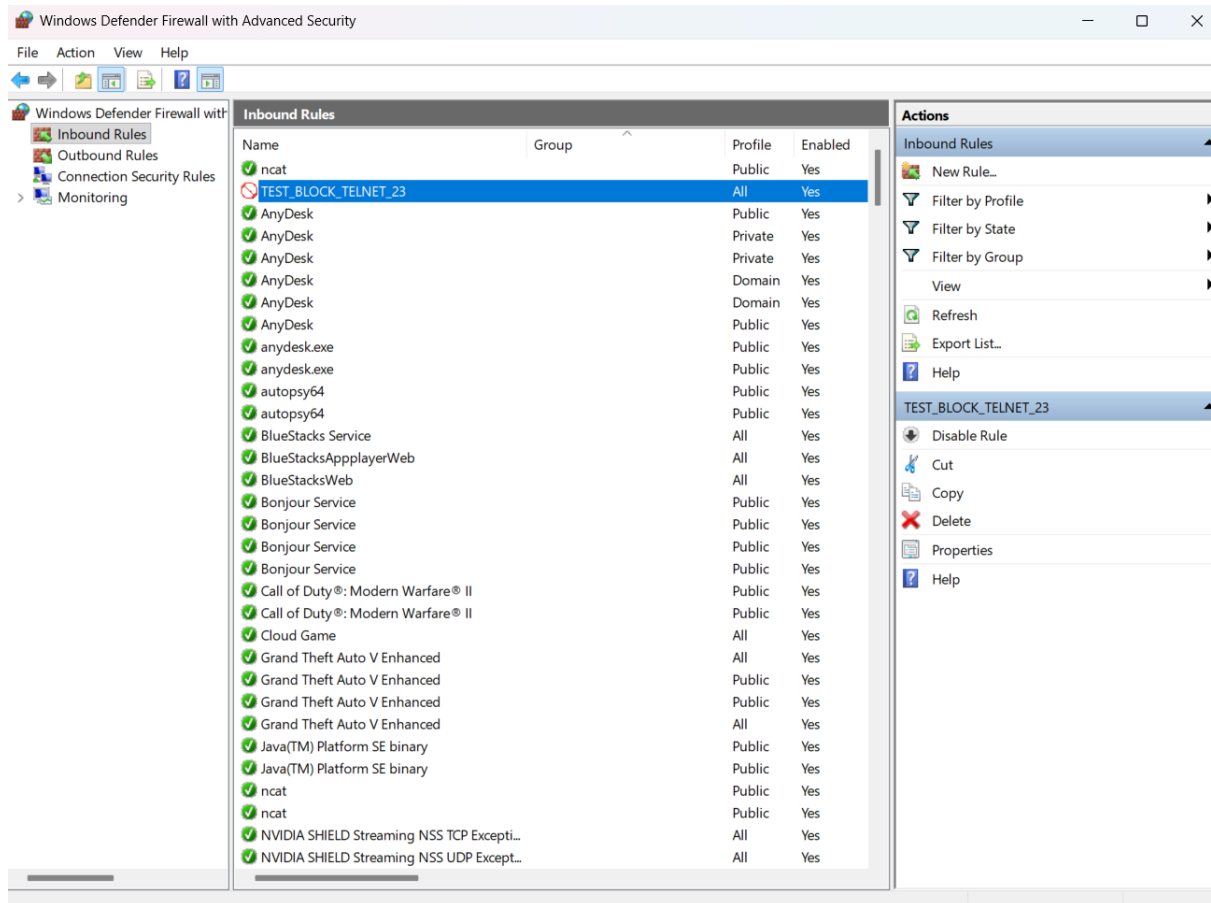 Windows Defender Firewall with Advanced Security
File Action View Help
Windows Defender Firewall with
Inbound Rules
Outbound Rules
Connection Security Rules
Monitoring
Inbound Rules
Name Group Profile Enabled
ncat Public Yes
TEST_BLOCK_TELNET_23 All Yes
AnyDesk Public Yes
AnyDesk Private Yes
AnyDesk Private Yes
AnyDesk Domain Yes
AnyDesk Domain Yes
AnyDesk Public Yes
anydesk.exe Public Yes
anydesk.exe Public Yes
autopsy64 Public Yes
autopsy64 Public Yes
BlueStacks Service All Yes
BlueStacksAppplayerWeb All Yes
BlueStacksWeb All Yes
Bonjour Service Public Yes
Bonjour Service Public Yes
Bonjour Service Public Yes
Bonjour Service Public Yes
Call of Duty®: Modern Warfare® II Public Yes
Call of Duty®: Modern Warfare® II Public Yes
Cloud Game All Yes
Grand Theft Auto V Enhanced All Yes
Grand Theft Auto V Enhanced Public Yes
Grand Theft Auto V Enhanced Public Yes
Grand Theft Auto V Enhanced All Yes
Java(TM) Platform SE binary Public Yes
Java(TM) Platform SE binary Public Yes
ncat Public Yes
ncat Public Yes
NVIDIA SHIELD Streaming NSS TCP Excepti... All Yes
NVIDIA SHIELD Streaming NSS UDP Except... All Yes
Actions
Inbound Rules
New Rule...
Filter by Profile
Filter by State
Filter by Group
View
Refresh
Export List...
Help
TEST_BLOCK_TELNET_23
Disable Rule
Cut
Copy
Delete
Properties
Help